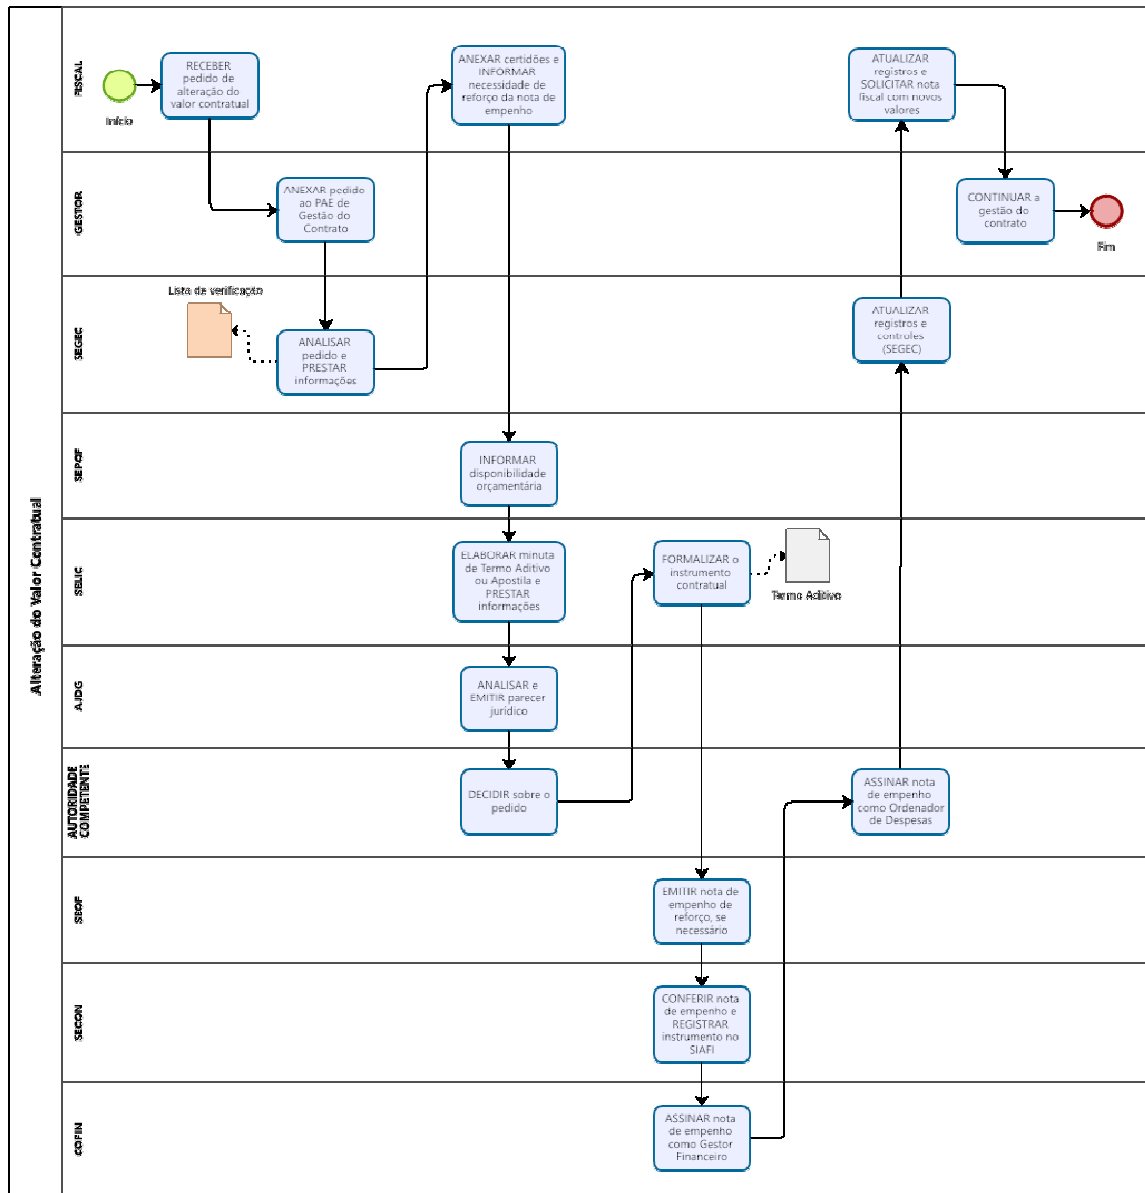 Alteração do Valor Contratual
FISCAL
Início
RECEBER
pedido de
alteração do
valor contratual
ANEXAR certidões e
INFORMAR
necessidade de
reforço da nota de
empenho
ATUALIZAR
registros e
SOLICITAR nota
fiscal com novos
valores
GESTOR
ANEXAR pedido
ao PAE de
Gestão do
Contrato
CONTINUAR a
gestão do
contrato
Fim
SEGEC
Lista de verificação
ANALISAR
pedido e
PRESTAR
informações
ATUALIZAR
registros e
controles
(SEGEC)
SEPOF
INFORMAR
disponibilidade
orçamentária
SELIC
ELABORAR minuta
de Termo Aditivo
ou Apostila e
PRESTAR
informações
FORMALIZAR o
instrumento
contratual
Termo Aditivo
AJDG
ANALISAR e
EMITIR parecer
jurídico
AUTORIDADE
COMPETENTE
DECIDIR sobre o
pedido
ASSINAR nota
de empenho
como Ordenador
de Despesas
SEOF
EMITIR nota de
empenho de
reforço, se
necessário
SECON
CONFERIR nota
de empenho e
REGISTRAR
instrumento no
SIAFI
COFIN
ASSINAR nota
de empenho
como Gestor
Financeiro